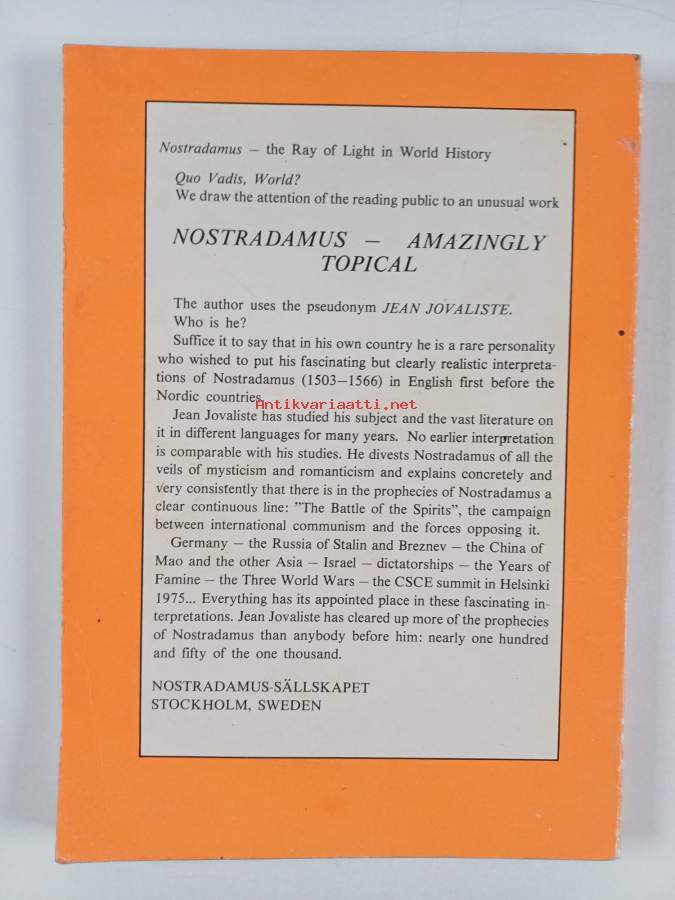 Nostradamus – the Ray of Light in World History
Quo Vadis, World?
We draw the attention of the reading public to an unusual work
NOSTRADAMUS – AMAZINGLY
TOPICAL
The author uses the pseudonym JEAN JOVALISTE.
Who is he?
Suffice it to say that in his own country he is a rare personality
who wished to put his fascinating but clearly realistic interpreta-
tions of Nostradamus (1503–1566) in English first before the
Nordic countries.
Antikvariaatti.net
Jean Jovaliste has studied his subject and the vast literature on
it in different languages for many years. No earlier interpretation
is comparable with his studies. He divests Nostradamus of all the
veils of mysticism and romanticism and explains concretely and
very consistently that there is in the prophecies of Nostradamus a
clear continuous line: ”The Battle of the Spirits”, the campaign
between international communism and the forces opposing it.
Germany – the Russia of Stalin and Breznev – the China of
Mao and the other Asia – Israel – dictatorships – the Years of
Famine – the Three World Wars – the CSCE summit in Helsinki
1975... Everything has its appointed place in these fascinating in-
terpretations. Jean Jovaliste has cleared up more of the prophecies
of Nostradamus than anybody before him: nearly one hundred
and fifty of the one thousand.
NOSTRADAMUS-SÄLLSKAPET
STOCKHOLM, SWEDEN